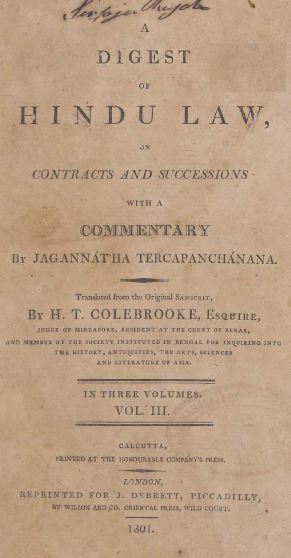 A
DIGEST
OF
HINDU LAW,
ON
CONTRACTS AND SUCCESSIONS
WITH A
COMMENTARY
BY JAGANNÁT'HA TERCAPANCHÁNANA.
Translated from the Original SANSCRIT,
BY H. T. COLEBROOKE, ESQUIRE,
JUDGE OF MIRZAPORE, RESIDENT AT THE COURT OF BERAR,
AND MEMBER OF THE SOCIETY INSTITUTED IN BENGAL FOR INQUIRING INTO
THE HISTORY, ANTIQUITIES, THE ARTS, SCIENCES
AND LITERATURE OF ASIA.
IN THREE VOLUMES.
VOL. III.
CALCUTTA,
PRINTED AT THE HONOURABLE COMPANY'S PRESS.
LONDON,
REPRINTED FOR J. DEBRETT, PICCADILLY,
BY WILSON AND CO. ORIENTAL PRESS, WILD COURT.
1801.